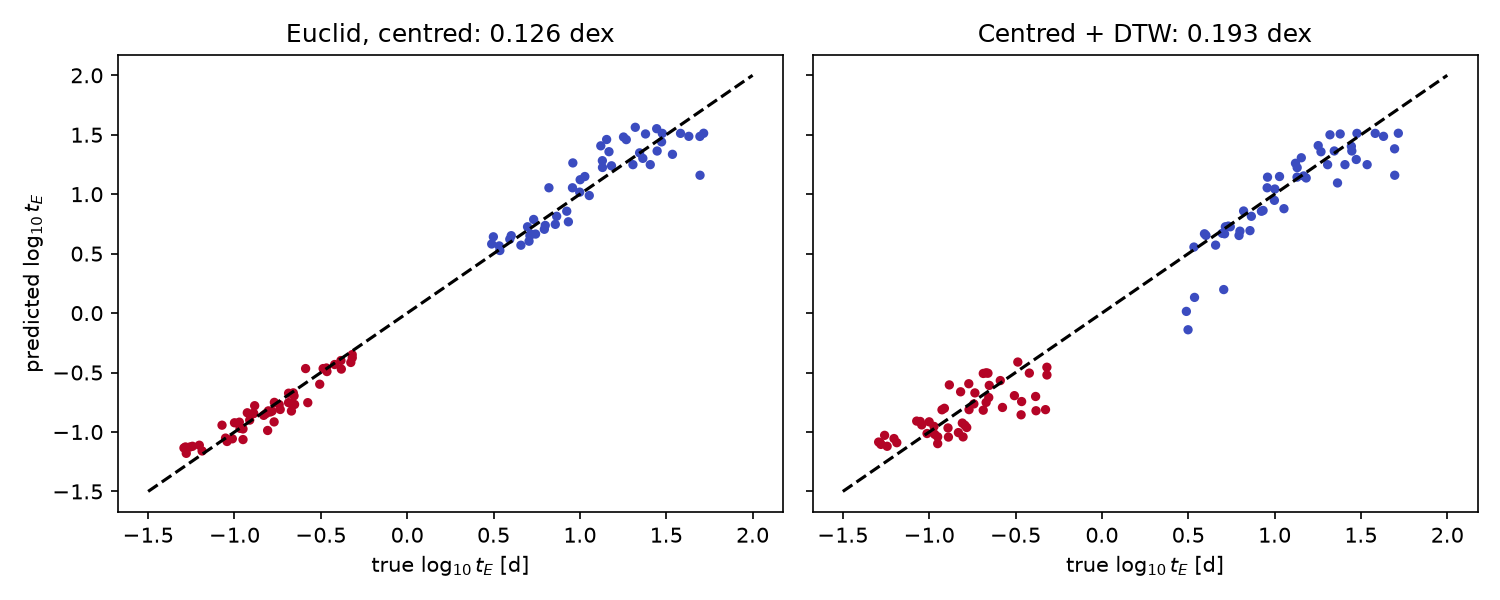 Euclid, centred: 0.126 dex
Centred + DTW: 0.193 dex
predicted log₁₀ t_E
2.0
1.5
1.0
0.5
0.0
−0.5
−1.0
−1.5
−1.5 −1.0 −0.5 0.0 0.5 1.0 1.5 2.0
−1.5 −1.0 −0.5 0.0 0.5 1.0 1.5 2.0
true log₁₀ t_E [d]
true log₁₀ t_E [d]